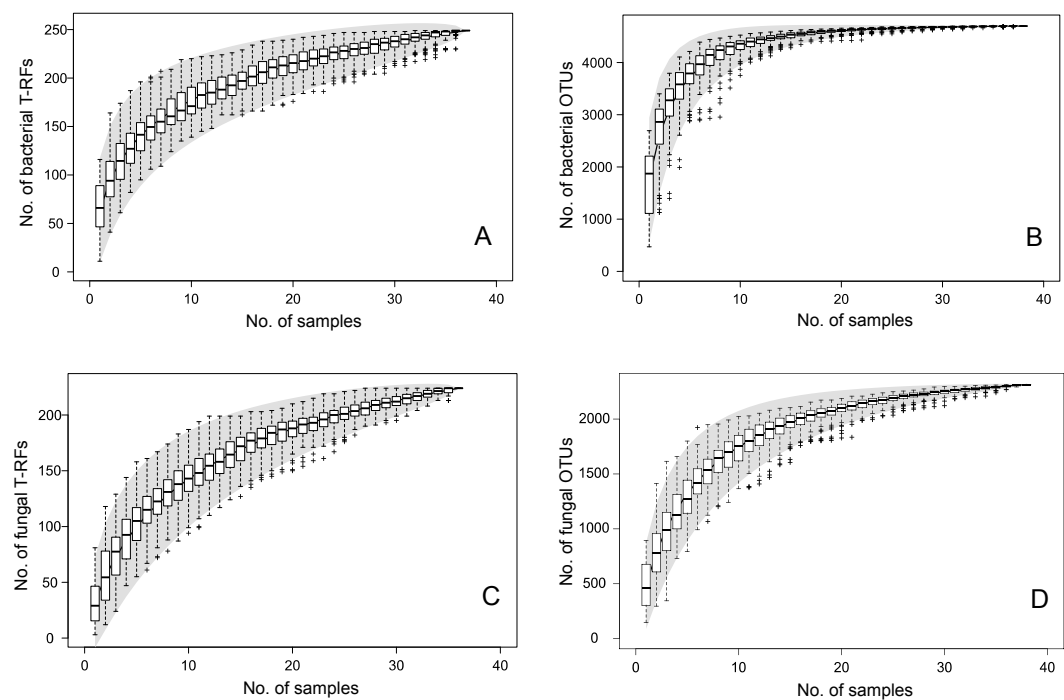 250
200
150
100
50
0
No. of bacterial T-RFs
A
0 10 20 30 40
No. of samples
4000
3000
2000
1000
0
No. of bacterial OTUs
B
0 10 20 30 40
No. of samples
200
150
100
50
0
No. of fungal T-RFs
C
0 10 20 30 40
No. of samples
2000
1500
1000
500
0
No. of fungal OTUs
D
0 10 20 30 40
No. of samples